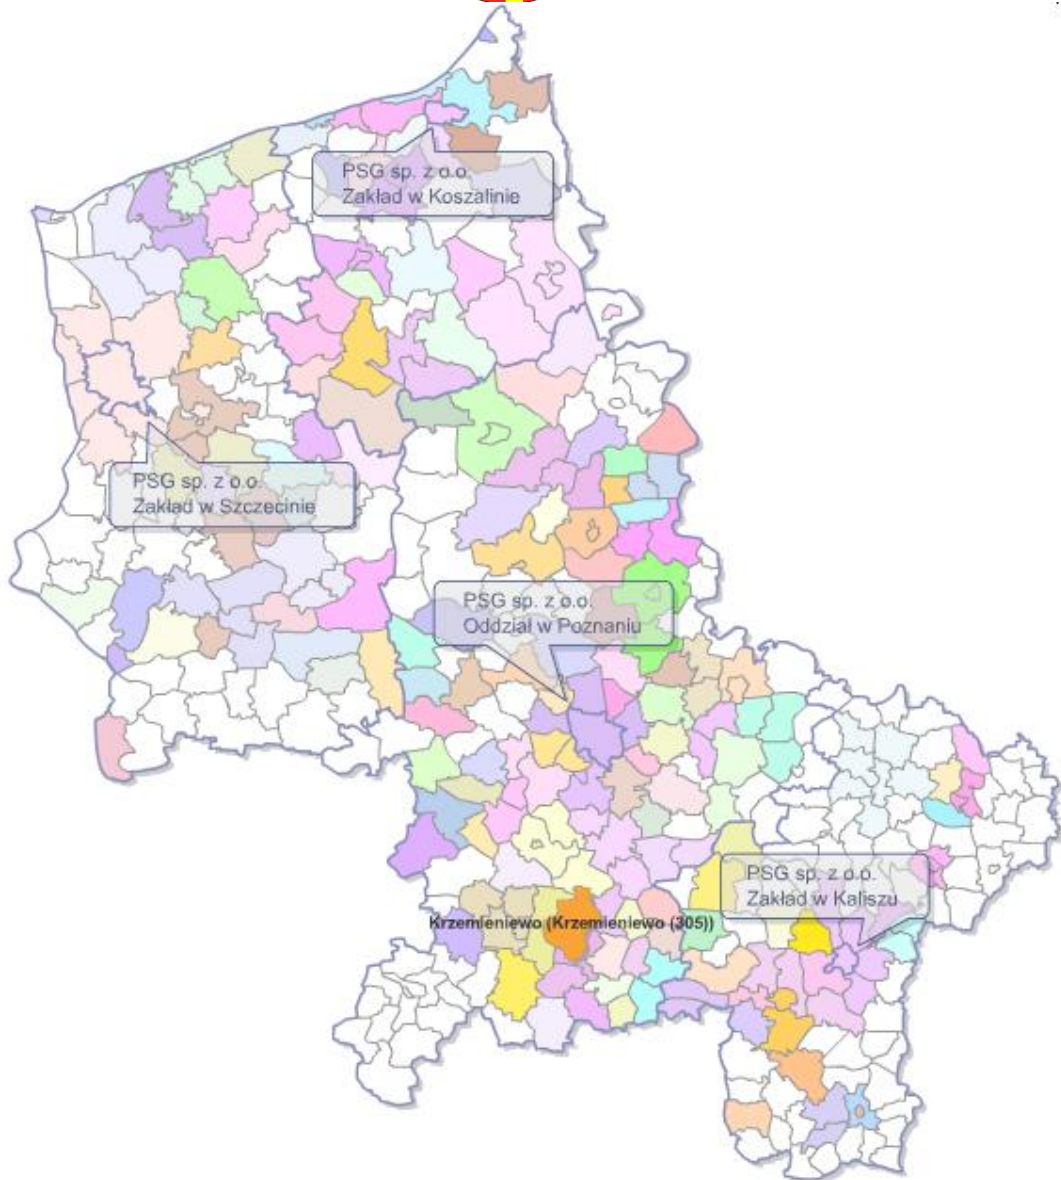 PSG sp. z o.o.
Zakład w Koszalinie
PSG sp. z o.o.
Zakład w Szczecinie
PSG sp. z o.o.
Oddział w Poznaniu
PSG sp. z o.o.
Zakład w Kaliszu
Krzemieniewo (Krzemieniewo (305))